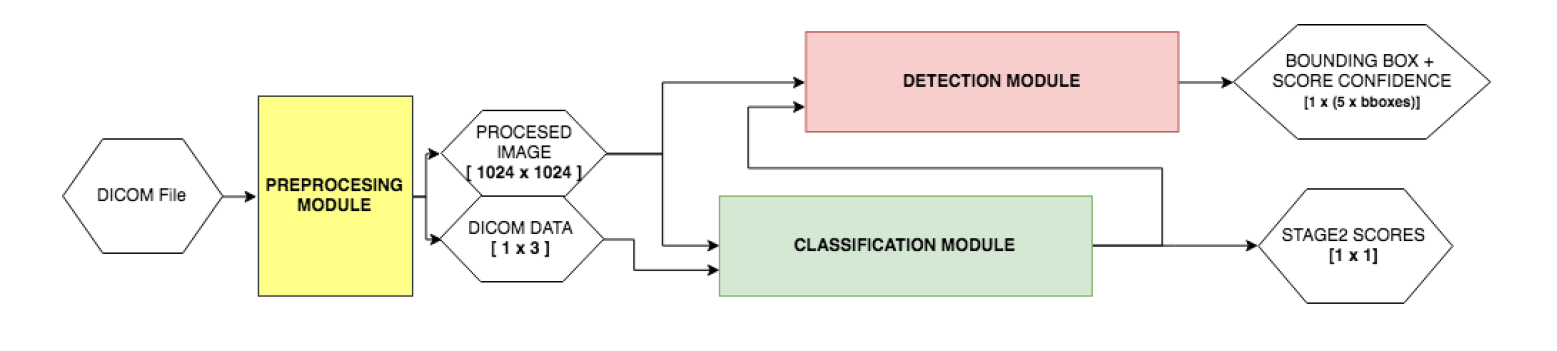 DICOM File
PREPROCESING
MODULE
PROCESED
IMAGE
[ 1024 x 1024 ]
DICOM DATA
[ 1 x 3 ]
DETECTION MODULE
CLASSIFICATION MODULE
BOUNDING BOX +
SCORE CONFIDENCE
[1 x (5 x bboxes)]
STAGE2 SCORES
[1 x 1]